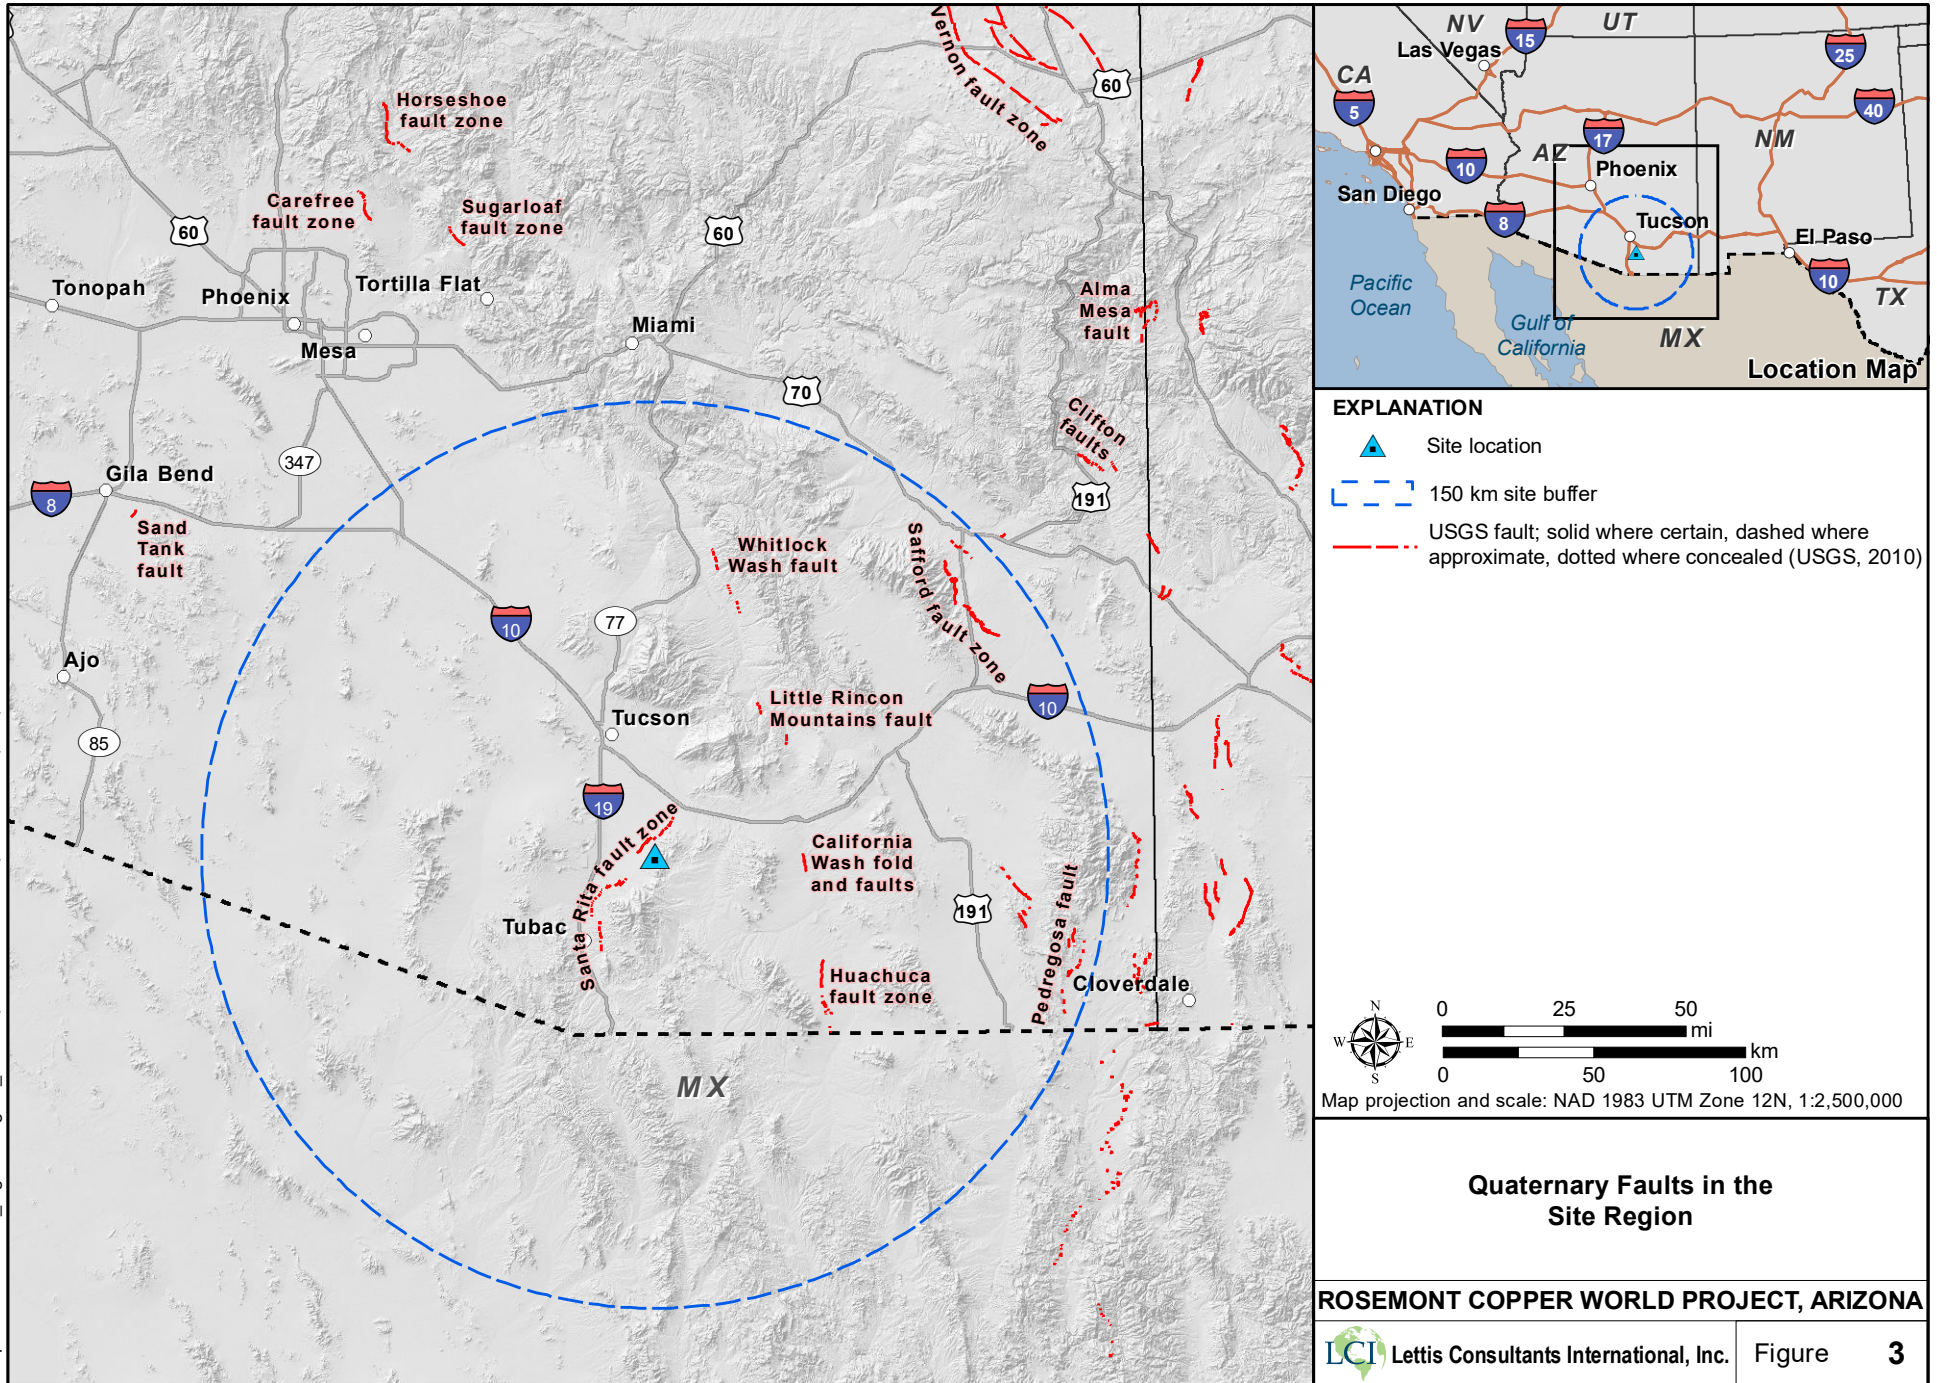 Vernon fault zone
60
Horseshoe
fault zone
Carefree
fault zone
Sugarloaf
fault zone
60
60
Tonopah
Phoenix
Tortilla Flat
Mesa
Miami
Alma
Mesa
fault
70
347
Clifton
faults
191
8
Gila Bend
Sand
Tank
fault
Whitlock
Wash fault
Safford fault zone
10
77
Ajo
85
Tucson
Little Rincon
Mountains fault
10
19
Santa Rita fault zone
California
Wash fold
and faults
191
Pedregosa fault
Tubac
Huachuca
fault zone
Cloverdale
MX
NV
UT
Las Vegas
15
25
CA
5
40
17
AZ
NM
10
Phoenix
San Diego
8
Tucson
El Paso
10
TX
Pacific
Ocean
Gulf of
California
MX
Location Map
EXPLANATION
Site location
150 km site buffer
USGS fault; solid where certain, dashed where
approximate, dotted where concealed (USGS, 2010)
N
W
E
S
0 25 50
mi
km
0 50 100
Map projection and scale: NAD 1983 UTM Zone 12N, 1:2,500,000
Quaternary Faults in the
Site Region
ROSEMONT COPPER WORLD PROJECT, ARIZONA
LCI Lettis Consultants International, Inc.
Figure 3